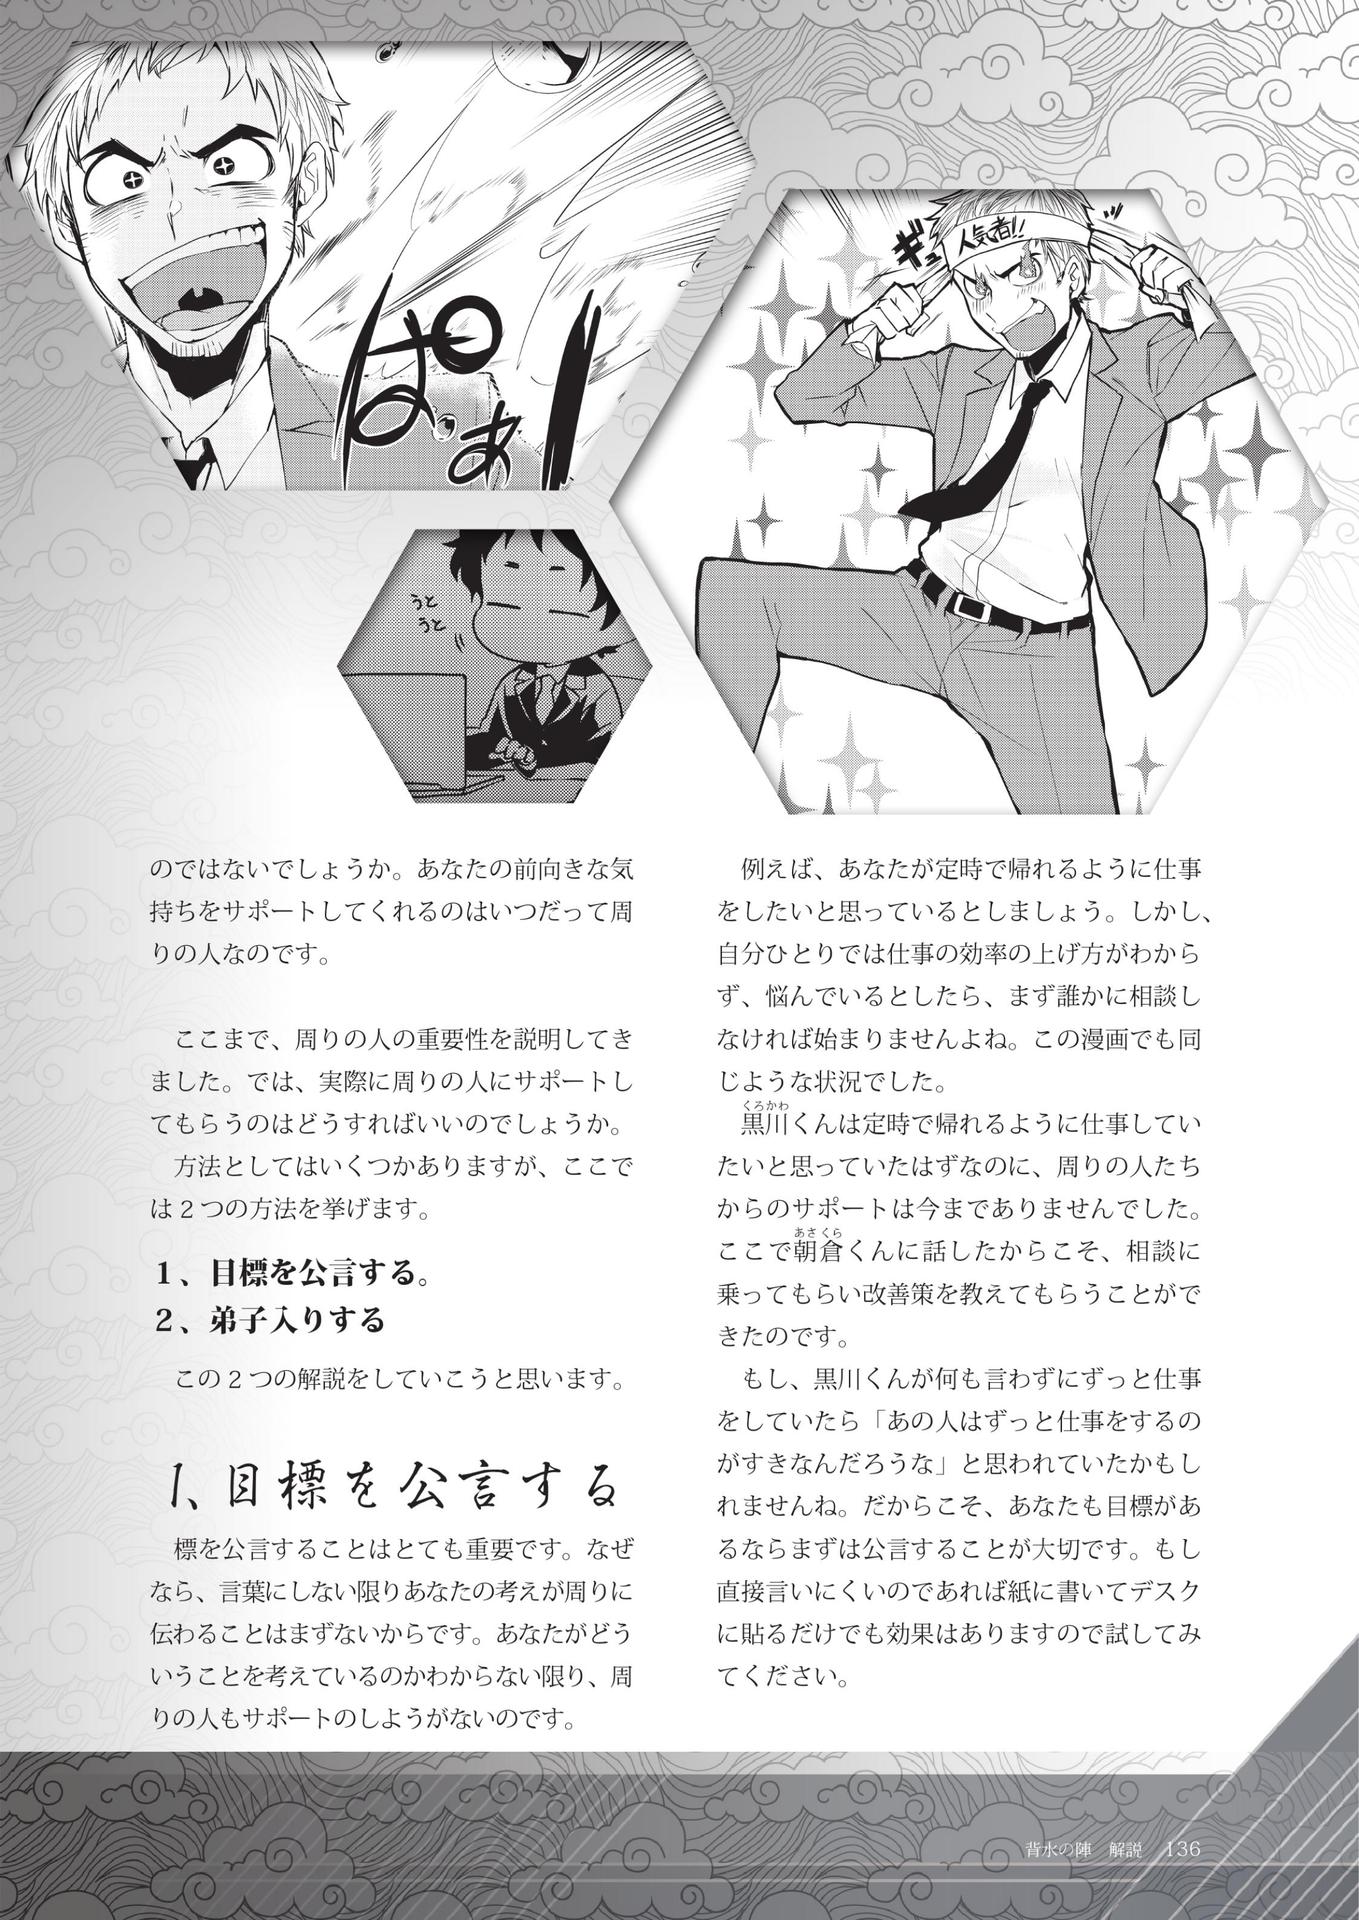 ぱぁー
ギュッ
人気者!!
うと
うと
のではないでしょうか。あなたの前向きな気
持ちをサポートしてくれるのはいつだって周
りの人なのです。
ここまで、周りの人の重要性を説明してき
ました。では、実際に周りの人にサポートし
てもらうのはどうすればいいのでしょうか。
方法としてはいくつかありますが、ここで
は2つの方法を挙げます。
1、目標を公言する。
2、弟子入りする
この2つの解説をしていこうと思います。
1、目標を公言する
標を公言することはとても重要です。なぜ
なら、言葉にしない限りあなたの考えが周りに
伝わることはまずないからです。あなたがどう
いうことを考えているのかわからない限り、周
りの人もサポートのしようがないのです。
例えば、あなたが定時で帰れるように仕事
をしたいと思っているとしましょう。しかし、
自分ひとりでは仕事の効率の上げ方がわから
ず、悩んでいるとしたら、まず誰かに相談し
なければ始まりませんよね。この漫画でも同
じような状況でした。
くろかわ
黒川くんは定時で帰れるように仕事してい
たいと思っていたはずなのに、周りの人たち
からのサポートは今までありませんでした。
あさくら
ここで朝倉くんに話したからこそ、相談に
乗ってもらい改善策を教えてもらうことがで
きたのです。
もし、黒川くんが何も言わずにずっと仕事
をしていたら「あの人はずっと仕事をするの
がすきなんだろうな」と思われていたかもし
れませんね。だからこそ、あなたも目標があ
るならまずは公言することが大切です。もし
直接言いにくいのであれば紙に書いてデスク
に貼るだけでも効果はありますので試してみ
てください。
背水の陣　解説　136